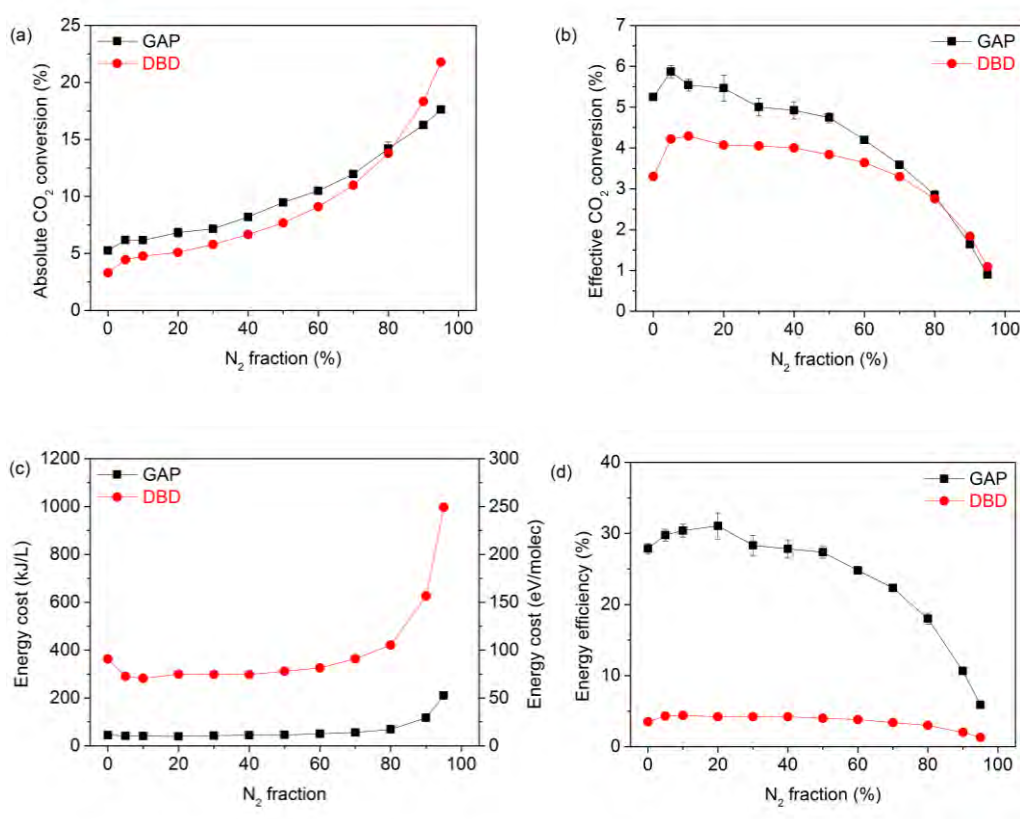 (a)
GAP
DBD
Absolute CO2 conversion (%)
25
20
15
10
5
0
0 20 40 60 80 100
N2 fraction (%)
(b)
GAP
DBD
Effective CO2 conversion (%)
7
6
5
4
3
2
1
0
0 20 40 60 80 100
N2 fraction (%)
(c)
GAP
DBD
Energy cost (kJ/L)
1200
1000
800
600
400
200
0
300
250
200
150
100
50
0
Energy cost (eV/molec)
0 20 40 60 80 100
N2 fraction
(d)
GAP
DBD
Energy efficiency (%)
40
30
20
10
0
0 20 40 60 80 100
N2 fraction (%)